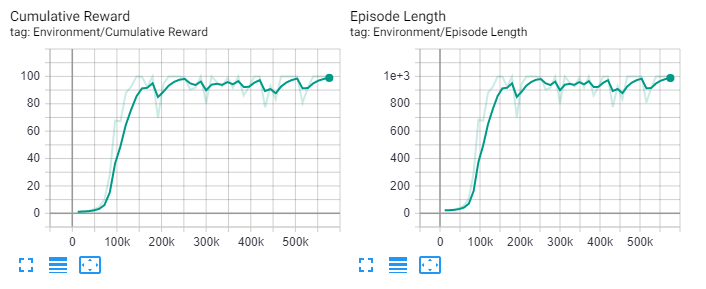 Cumulative Reward
tag: Environment/Cumulative Reward
100
80
60
40
20
0
0 100k 200k 300k 400k 500k
Episode Length
tag: Environment/Episode Length
1e+3
800
600
400
200
0
0 100k 200k 300k 400k 500k